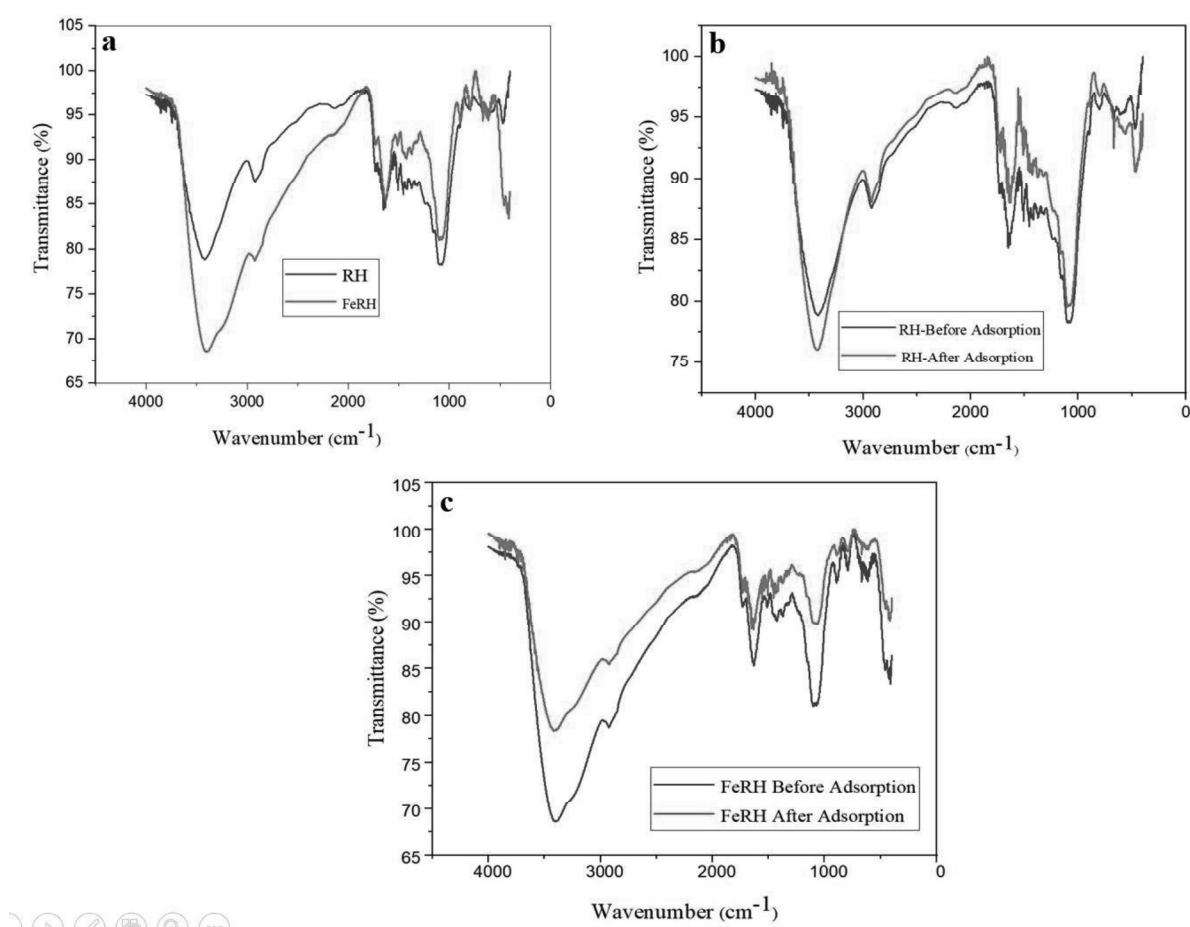 a
105
100
95
90
85
80
75
70
65
Transmittance (%)
RH
FeRH
4000
3000
2000
1000
0
Wavenumber (cm-1)
b
100
95
90
85
80
75
Transmittance (%)
RH-Before Adsorption
RH-After Adsorption
4000
3000
2000
1000
0
Wavenumber (cm-1)
c
105
100
95
90
85
80
75
70
65
Transmittance (%)
FeRH Before Adsorption
FeRH After Adsorption
4000
3000
2000
1000
0
Wavenumber (cm-1)